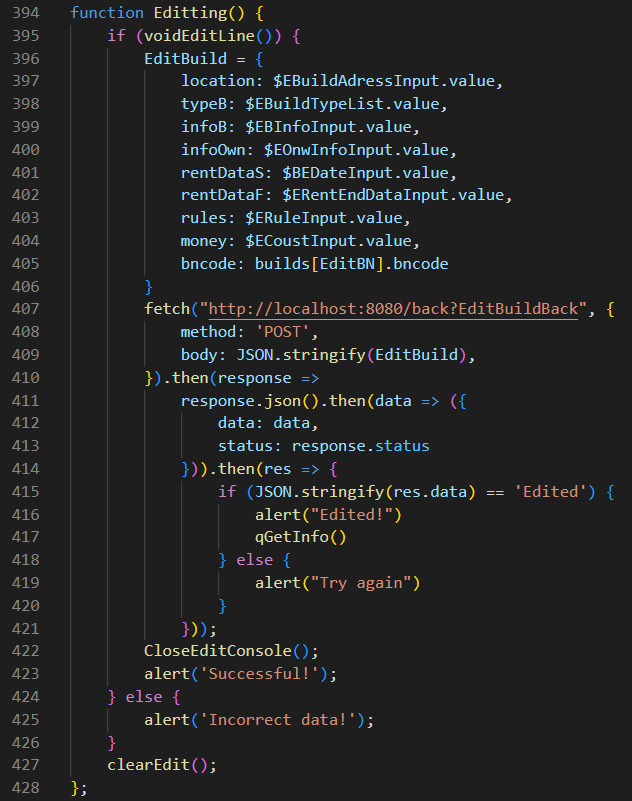 394 function Editting() {
395 if (voidEditLine()) {
396 EditBuild = {
397 location: $EBuildAdressInput.value,
398 typeB: $EBuildTypeList.value,
399 infoB: $EBInfoInput.value,
400 infoOwn: $EOnwInfoInput.value,
401 rentDataS: $BEDateInput.value,
402 rentDataF: $ERentEndDataInput.value,
403 rules: $ERuleInput.value,
404 money: $ECoustInput.value,
405 bncode: builds[EditBN].bncode
406 }
407 fetch("http://localhost:8080/back?EditBuildBack", {
408 method: 'POST',
409 body: JSON.stringify(EditBuild),
410 }).then(response =>
411 response.json().then(data => ({
412 data: data,
413 status: response.status
414 })).then(res => {
415 if (JSON.stringify(res.data) == 'Edited') {
416 alert("Edited!")
417 qGetInfo()
418 } else {
419 alert("Try again")
420 }
421 }));
422 CloseEditConsole();
423 alert('Successful!');
424 } else {
425 alert('Incorrect data!');
426 }
427 clearEdit();
428 };